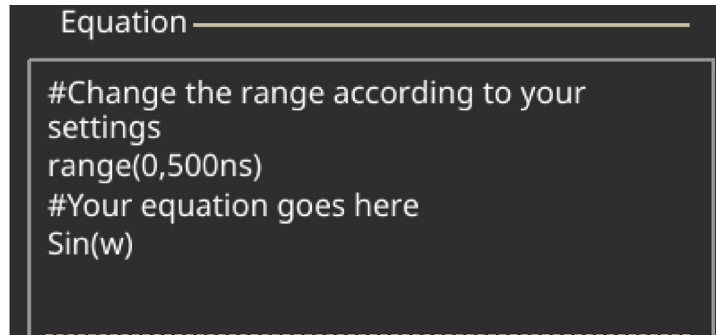 Equation
#Change the range according to your
settings
range(0,500ns)
#Your equation goes here
Sin(w)